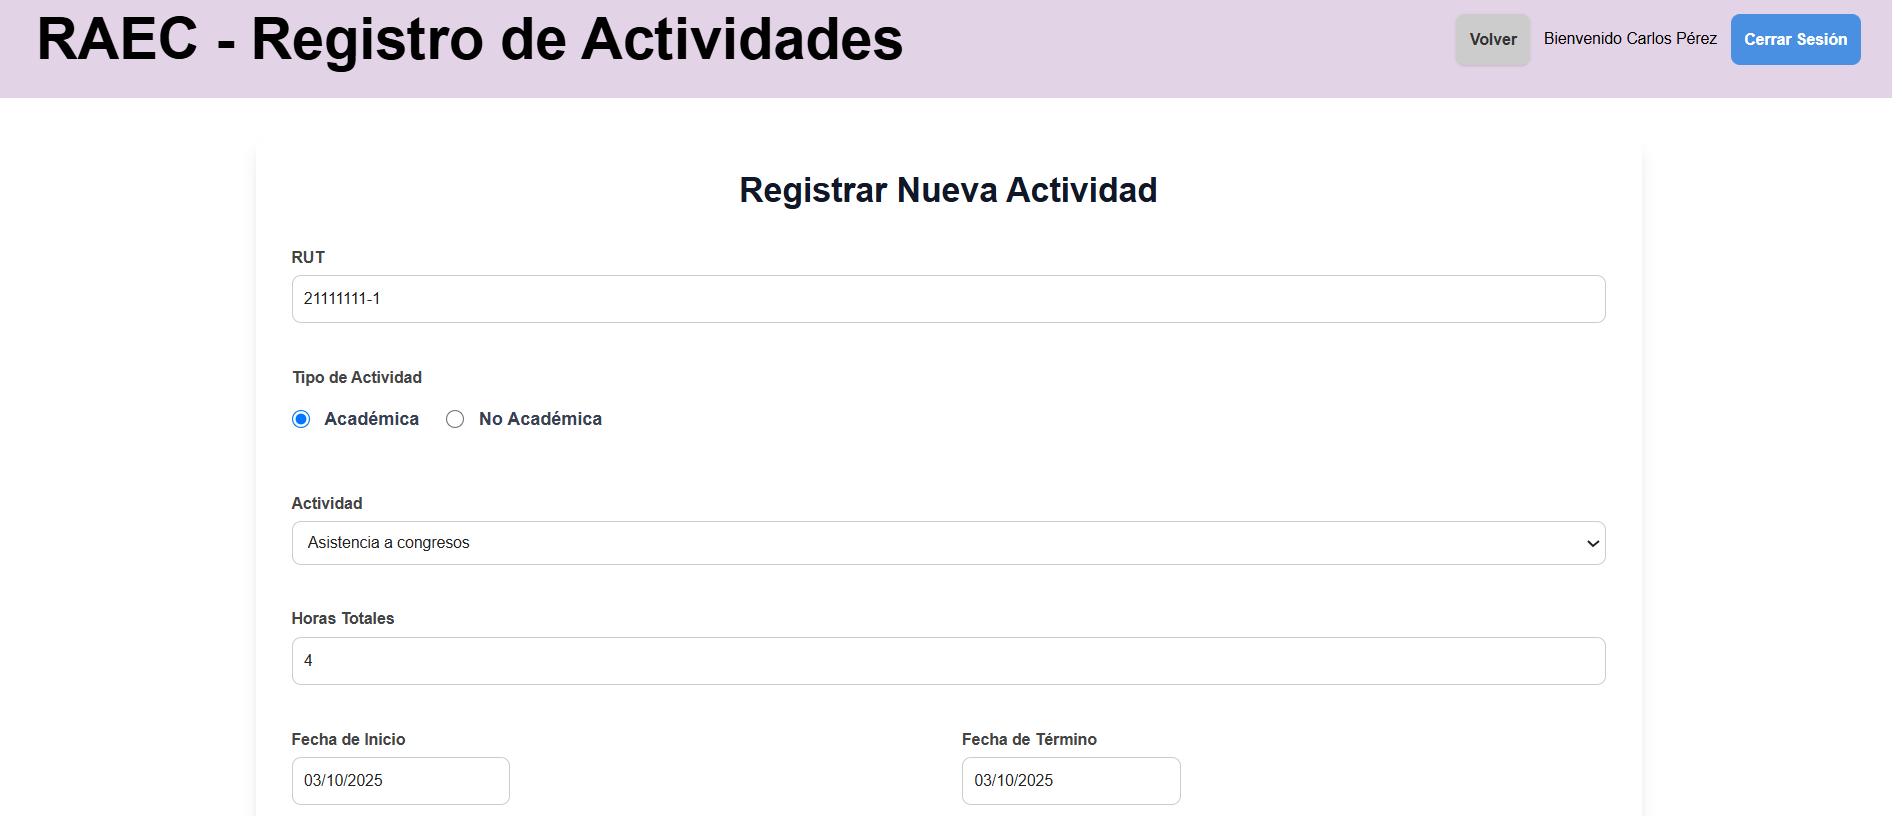 RAEC - Registro de Actividades
Volver
Bienvenido Carlos Pérez
Cerrar Sesión
Registrar Nueva Actividad
RUT
21111111-1
Tipo de Actividad
Académica
No Académica
Actividad
Asistencia a congresos
Horas Totales
4
Fecha de Inicio
Fecha de Término
03/10/2025
03/10/2025